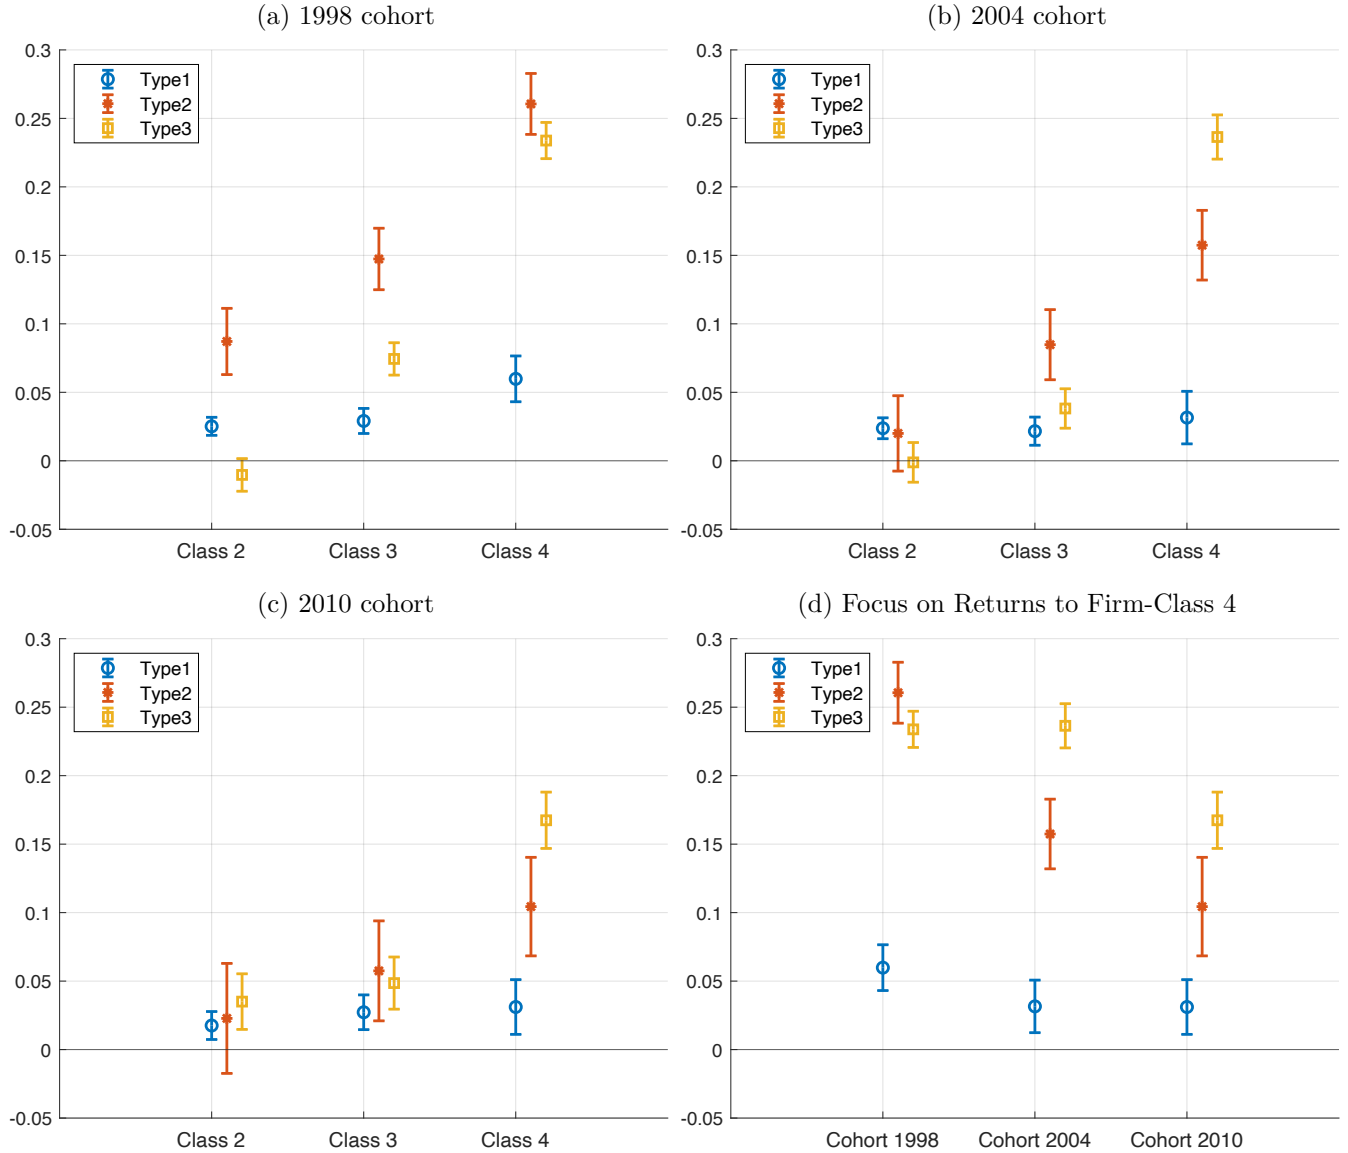 (a) 1998 cohort
0.3
0.25
0.2
0.15
0.1
0.05
0
-0.05
Type1
Type2
Type3
Class 2
Class 3
Class 4
(b) 2004 cohort
0.3
0.25
0.2
0.15
0.1
0.05
0
-0.05
Type1
Type2
Type3
Class 2
Class 3
Class 4
(c) 2010 cohort
0.3
0.25
0.2
0.15
0.1
0.05
0
-0.05
Type1
Type2
Type3
Class 2
Class 3
Class 4
(d) Focus on Returns to Firm-Class 4
0.3
0.25
0.2
0.15
0.1
0.05
0
-0.05
Type1
Type2
Type3
Cohort 1998
Cohort 2004
Cohort 2010